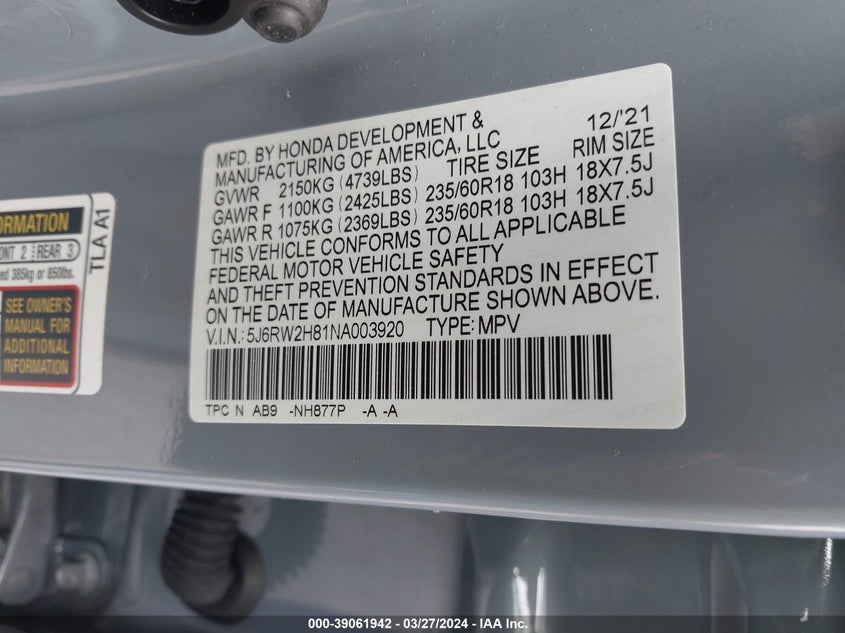 MFD. BY HONDA DEVELOPMENT & 12/'21
MANUFACTURING OF AMERICA, LLC
GVWR 2150KG (4739LBS) TIRE SIZE RIM SIZE
GAWR F 1100KG (2425LBS) 235/60R18 103H 18X7.5J
GAWR R 1075KG (2369LBS) 235/60R18 103H 18X7.5J
THIS VEHICLE CONFORMS TO ALL APPLICABLE
FEDERAL MOTOR VEHICLE SAFETY
AND THEFT PREVENTION STANDARDS IN EFFECT
ON THE DATE OF MANUFACTURE SHOWN ABOVE.
V.I.N.: 5J6RW2H81NA003920 TYPE: MPV
TPC N AB9 -NH877P -A -A
ORMATION
ONT 2 REAR 3
ed 385kg or 850lbs.
SEE OWNER'S
MANUAL FOR
ADDITIONAL
INFORMATION
TLA A1
000-39061942 - 03/27/2024 - IAA Inc.